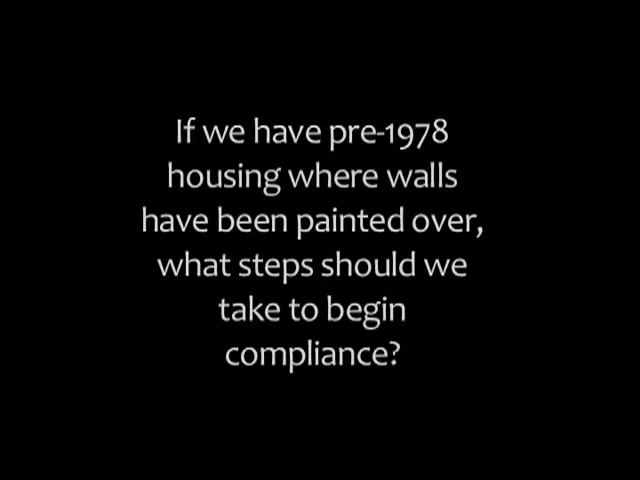 If we have pre-1978
housing where walls
have been painted over,
what steps should we
take to begin
compliance?